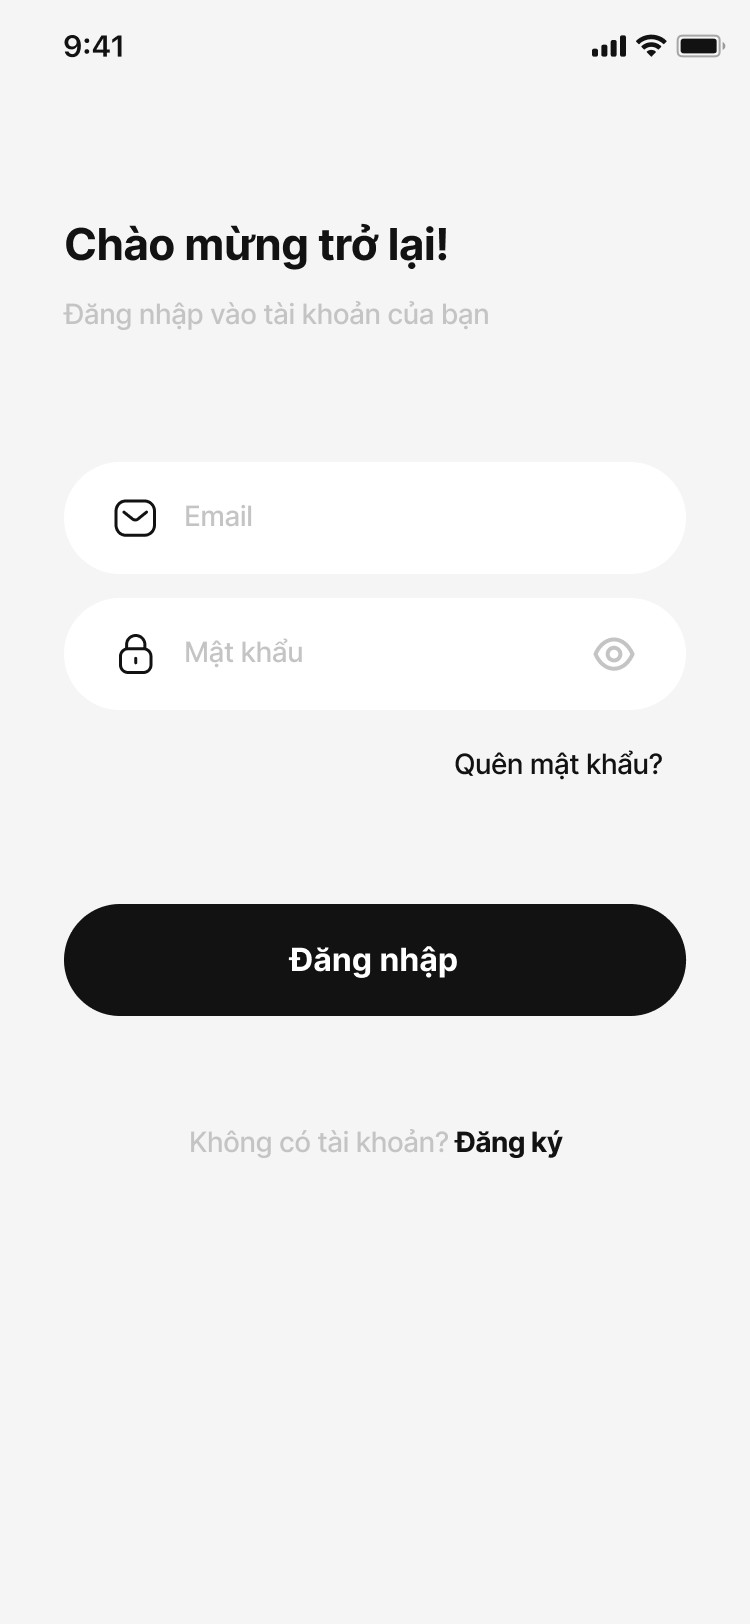 9:41
Chào mừng trở lại!
Đăng nhập vào tài khoản của bạn
Email
Mật khẩu
Quên mật khẩu?
Đăng nhập
Không có tài khoản? Đăng ký